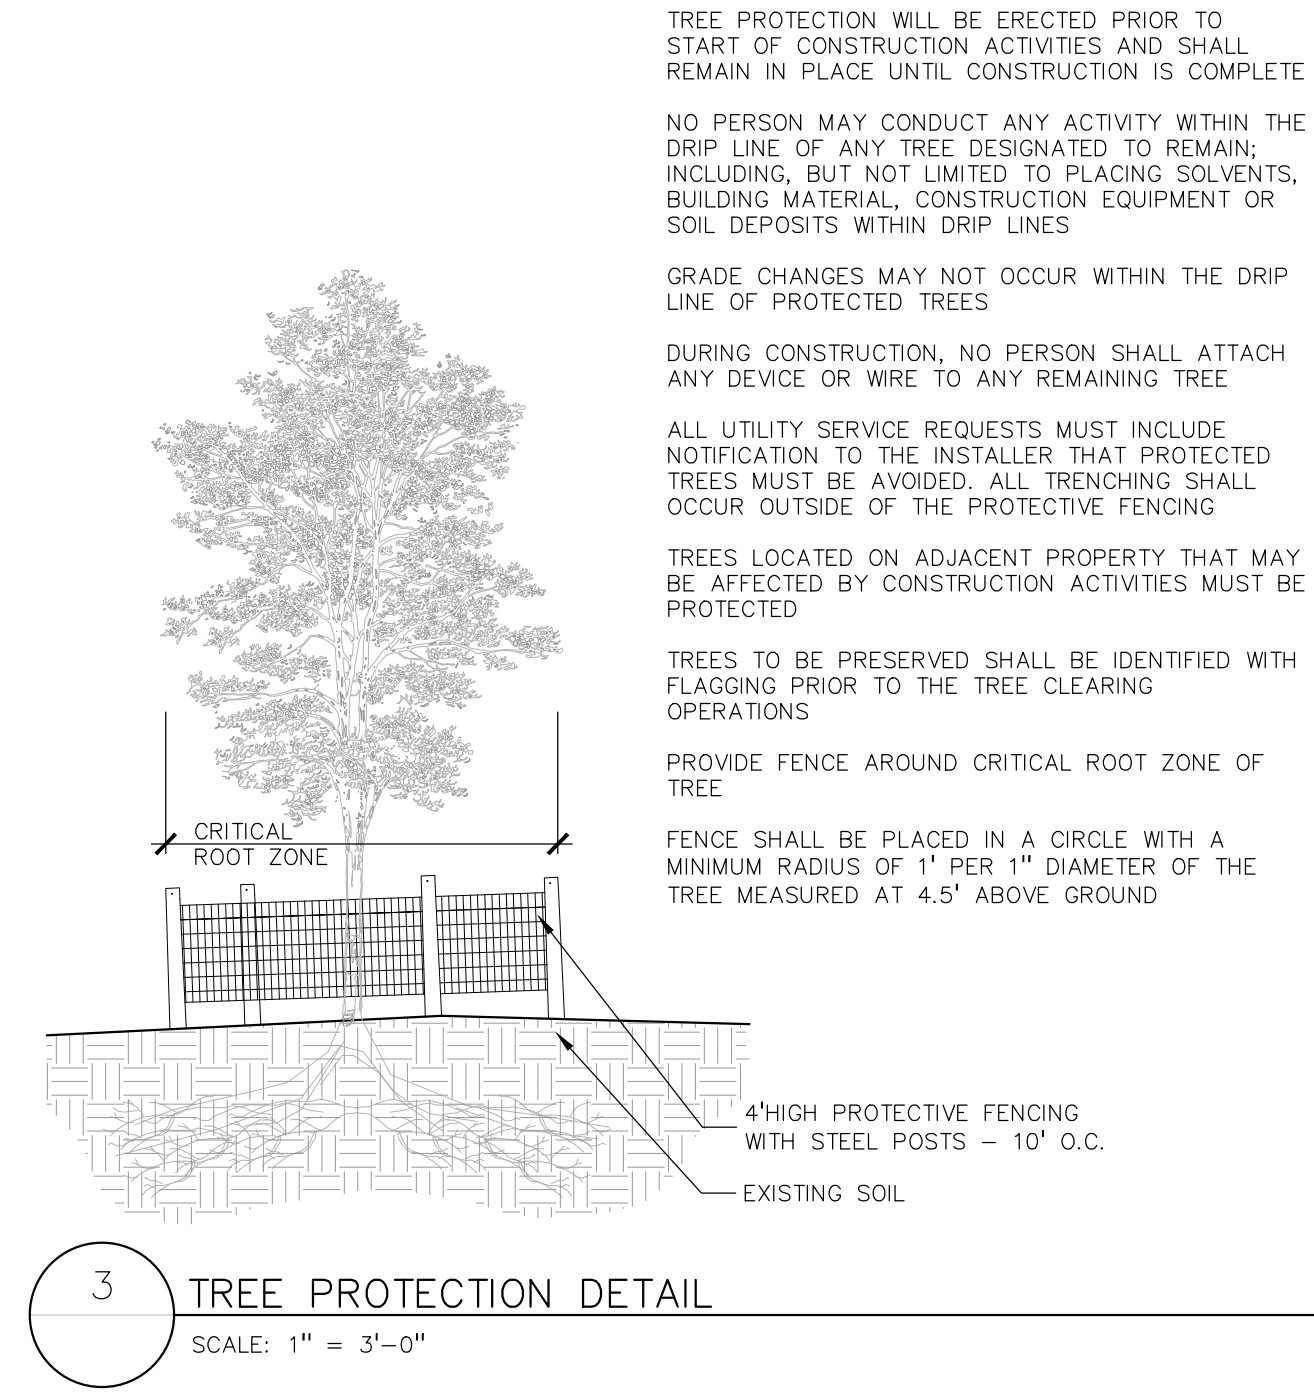 TREE PROTECTION WILL BE ERECTED PRIOR TO
START OF CONSTRUCTION ACTIVITIES AND SHALL
REMAIN IN PLACE UNTIL CONSTRUCTION IS COMPLETE
NO PERSON MAY CONDUCT ANY ACTIVITY WITHIN THE
DRIP LINE OF ANY TREE DESIGNATED TO REMAIN;
INCLUDING, BUT NOT LIMITED TO PLACING SOLVENTS,
BUILDING MATERIAL, CONSTRUCTION EQUIPMENT OR
SOIL DEPOSITS WITHIN DRIP LINES
GRADE CHANGES MAY NOT OCCUR WITHIN THE DRIP
LINE OF PROTECTED TREES
DURING CONSTRUCTION, NO PERSON SHALL ATTACH
ANY DEVICE OR WIRE TO ANY REMAINING TREE
ALL UTILITY SERVICE REQUESTS MUST INCLUDE
NOTIFICATION TO THE INSTALLER THAT PROTECTED
TREES MUST BE AVOIDED. ALL TRENCHING SHALL
OCCUR OUTSIDE OF THE PROTECTIVE FENCING
TREES LOCATED ON ADJACENT PROPERTY THAT MAY
BE AFFECTED BY CONSTRUCTION ACTIVITIES MUST BE
PROTECTED
TREES TO BE PRESERVED SHALL BE IDENTIFIED WITH
FLAGGING PRIOR TO THE TREE CLEARING
OPERATIONS
PROVIDE FENCE AROUND CRITICAL ROOT ZONE OF
TREE
FENCE SHALL BE PLACED IN A CIRCLE WITH A
MINIMUM RADIUS OF 1' PER 1" DIAMETER OF THE
TREE MEASURED AT 4.5' ABOVE GROUND
CRITICAL
ROOT ZONE
4'HIGH PROTECTIVE FENCING
WITH STEEL POSTS – 10' O.C.
EXISTING SOIL
3
TREE PROTECTION DETAIL
SCALE: 1" = 3'-0"